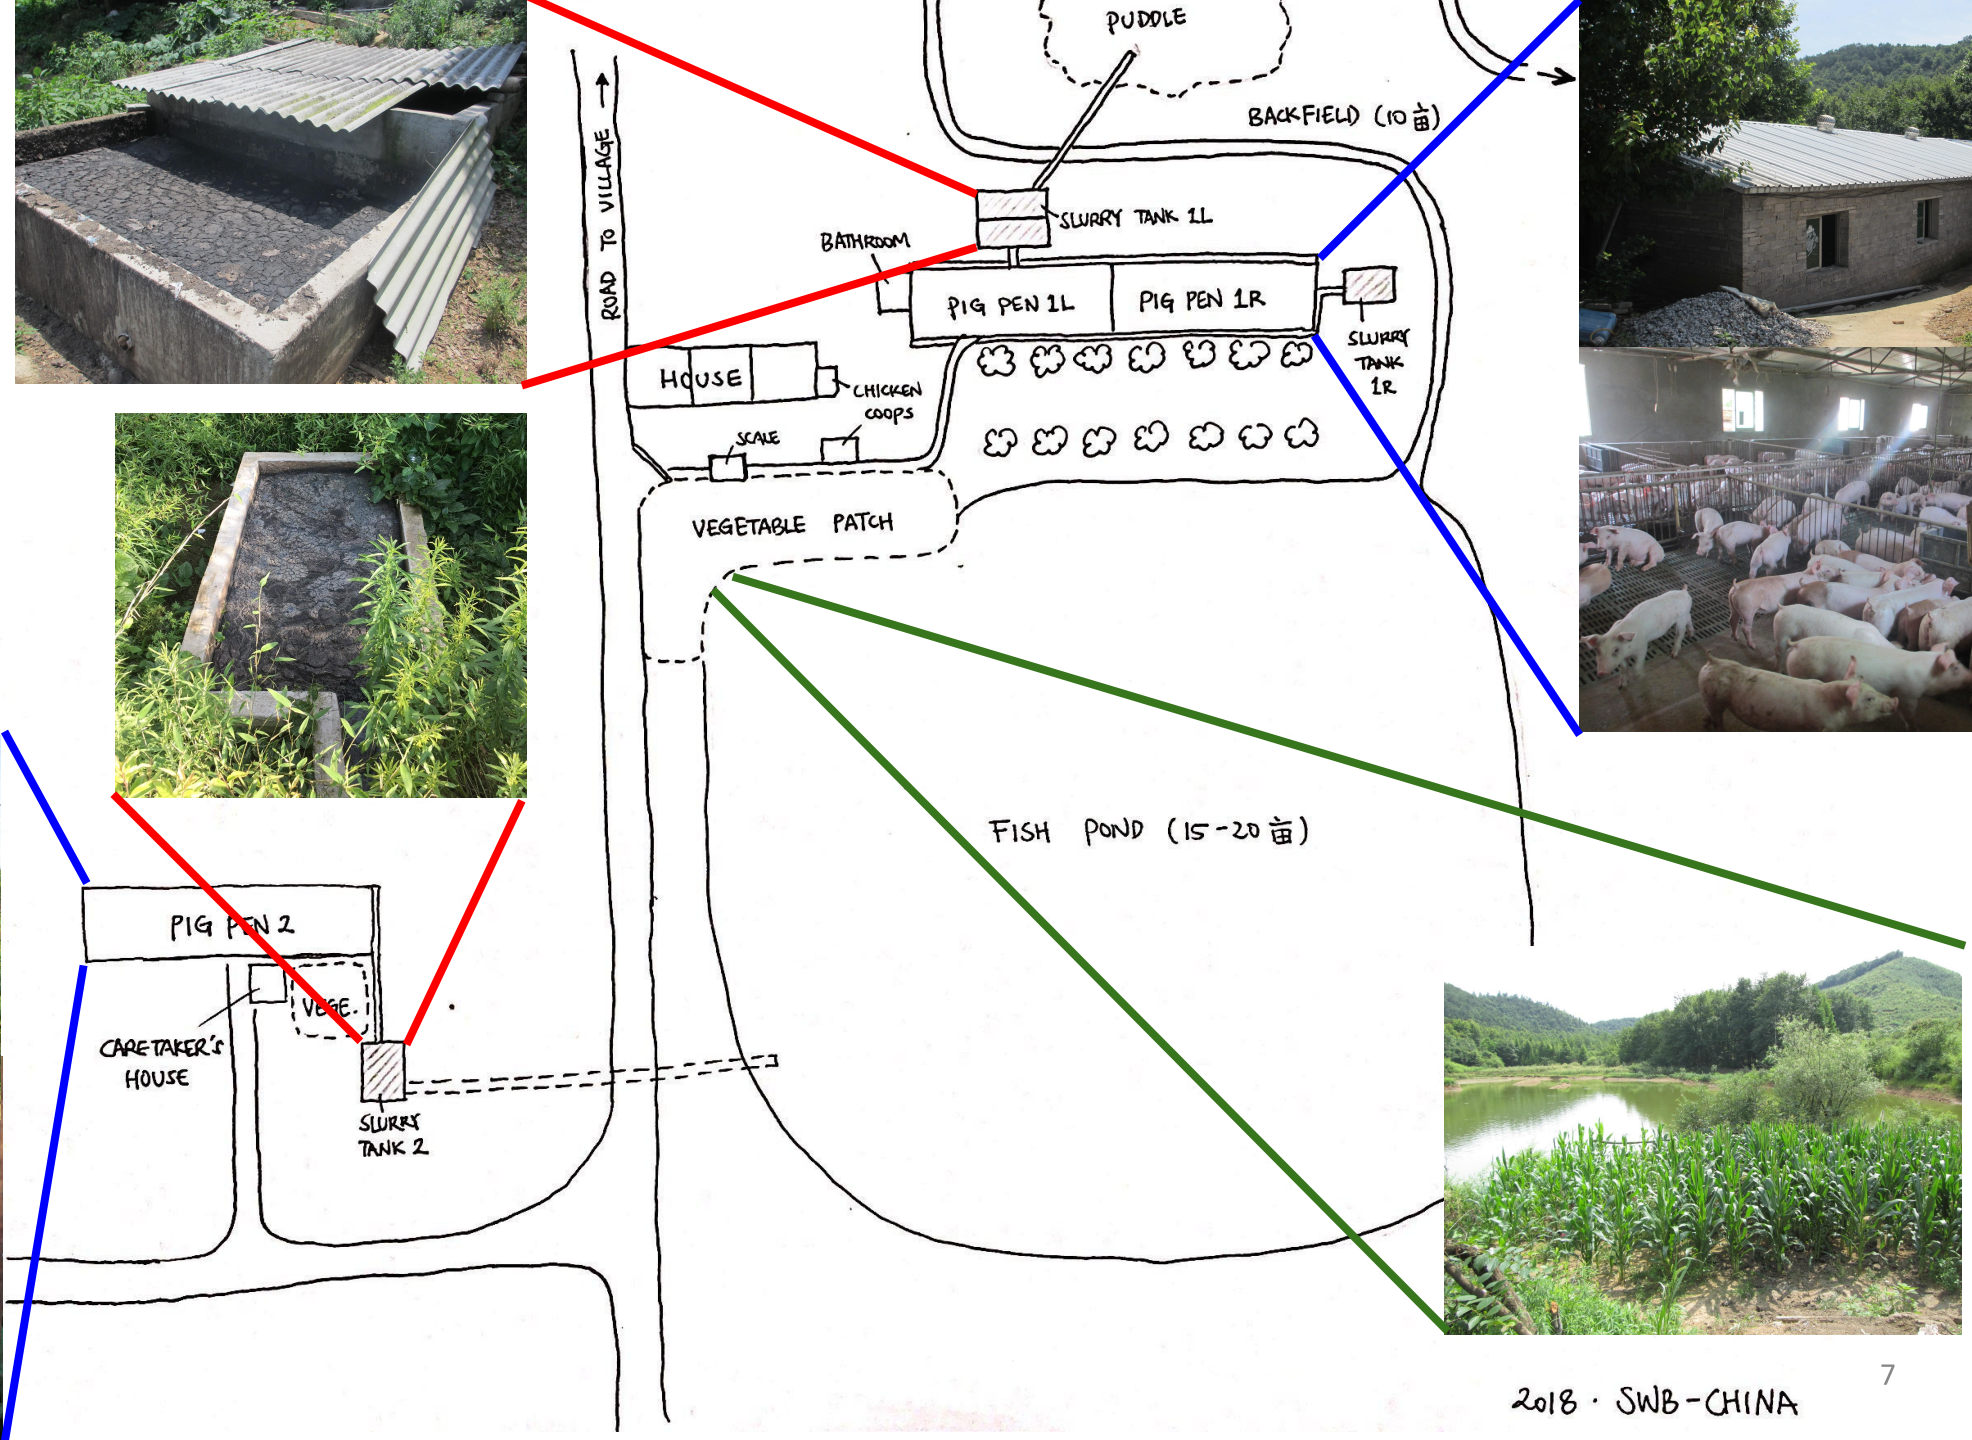 PUDDLE
BACKFIELD (10亩)
ROAD TO VILLAGE
SLURRY TANK 1L
BATHROOM
PIG PEN 1L
PIG PEN 1R
SLURRY
TANK
1R
HOUSE
CHICKEN
COOPS
SCALE
VEGETABLE PATCH
FISH POND (15-20亩)
PIG PEN 2
VEGE.
CARETAKER'S
HOUSE
SLURRY
TANK 2
7
2018 · SWB-CHINA